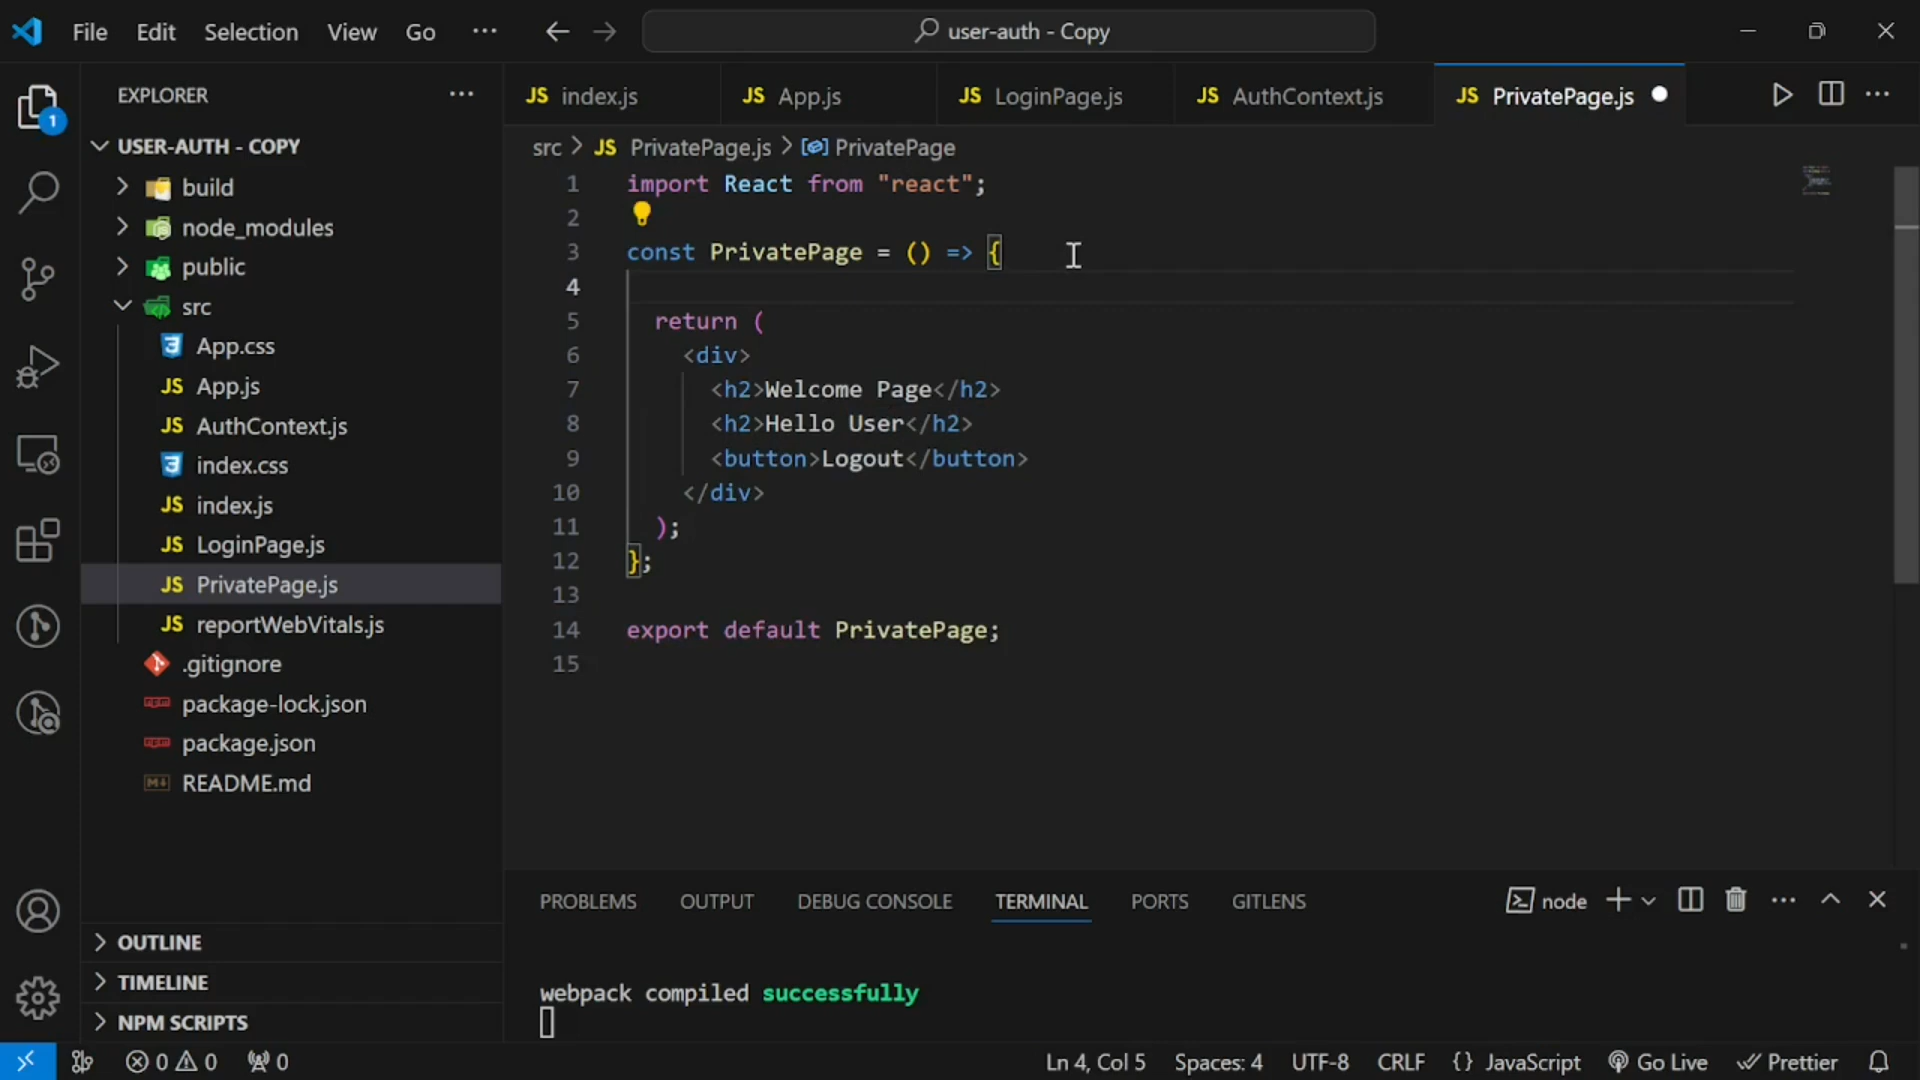 File Edit Selection View Go ··· user-auth - Copy
EXPLORER ···
1
USER-AUTH - COPY
build
node_modules
public
src
App.css
App.js
AuthContext.js
index.css
index.js
LoginPage.js
PrivatePage.js
reportWebVitals.js
.gitignore
package-lock.json
package.json
README.md
OUTLINE
TIMELINE
NPM SCRIPTS
JS index.js JS App.js JS LoginPage.js JS AuthContext.js JS PrivatePage.js
src > JS PrivatePage.js > PrivatePage
1 import React from "react";
2
3 const PrivatePage = () => {
4
5 return (
6 <div>
7 <h2>Welcome Page</h2>
8 <h2>Hello User</h2>
9 <button>Logout</button>
10 </div>
11 );
12 };
13
14 export default PrivatePage;
15
PROBLEMS OUTPUT DEBUG CONSOLE TERMINAL PORTS GITLENS node
webpack compiled successfully
0 0 0 Ln 4, Col 5 Spaces: 4 UTF-8 CRLF {} JavaScript Go Live Prettier